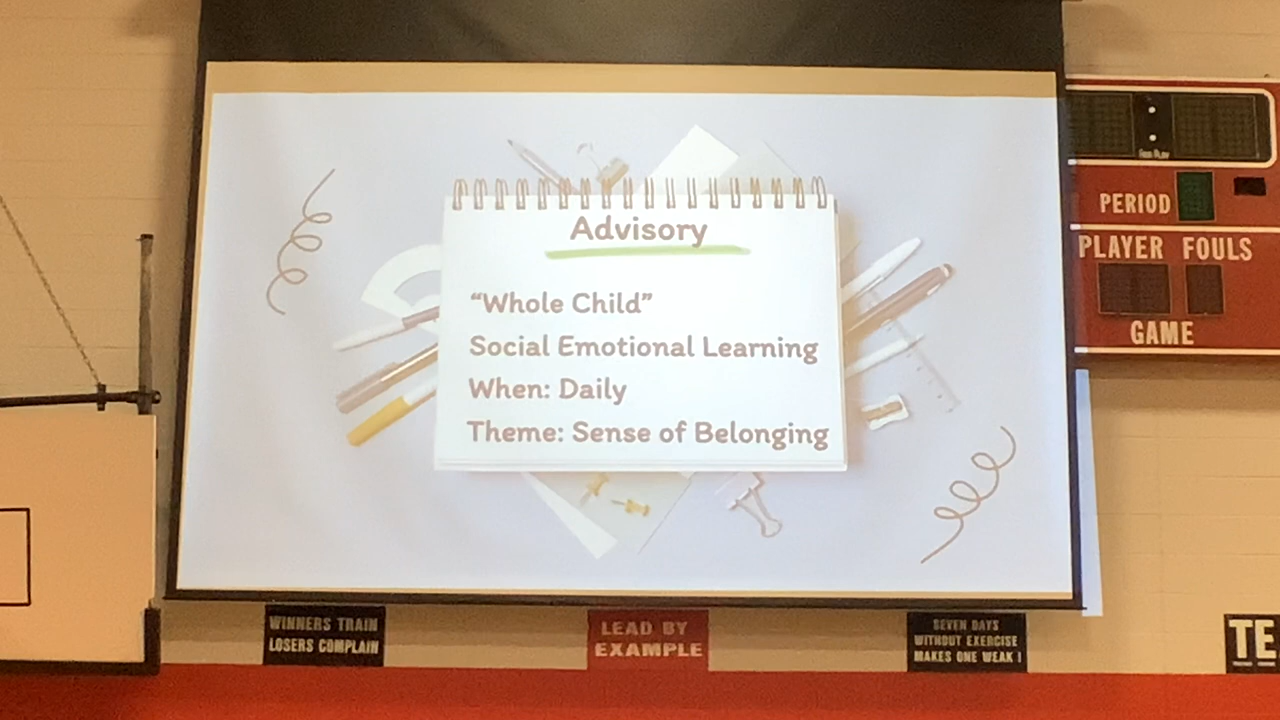 Advisory
“Whole Child”
Social Emotional Learning
When: Daily
Theme: Sense of Belonging
PERIOD
PLAYER FOULS
GAME
WINNERS TRAIN
LOSERS COMPLAIN
LEAD BY
EXAMPLE
SEVEN DAYS
WITHOUT EXERCISE
MAKES ONE WEAK !
TE